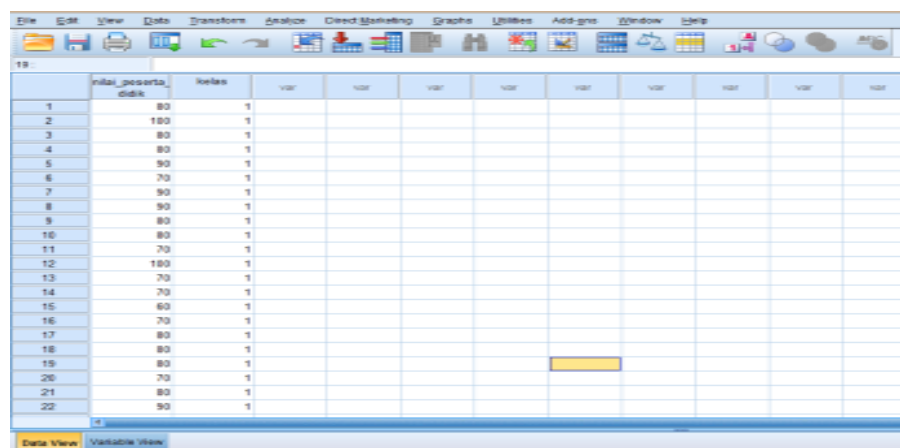 File Edit View Data Transform Analyze Direct Marketing Graphs Utilities Add-gns Window Help
19 :
nilai_peserta_ kelas var var var var var var var var var
didik
1 80 1
2 100 1
3 80 1
4 80 1
5 90 1
6 70 1
7 90 1
8 90 1
9 80 1
10 80 1
11 70 1
12 100 1
13 70 1
14 70 1
15 60 1
16 70 1
17 80 1
18 80 1
19 80 1
20 70 1
21 80 1
22 90 1
Data View Variable View